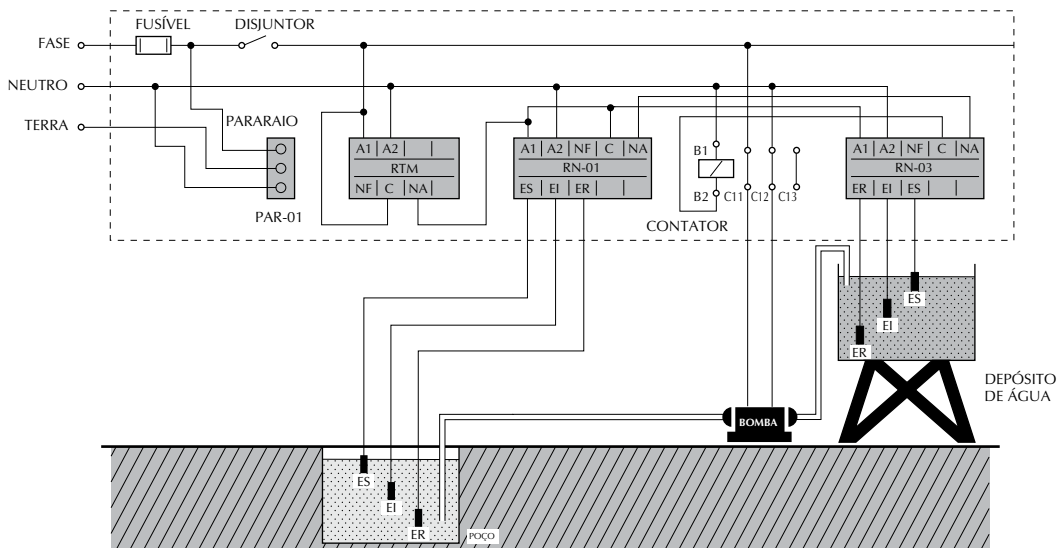 FUSÍVEL
DISJUNTOR
FASE
NEUTRO
TERRA
PARARAIO
PAR-01
A1 A2
RTM
NF C NA
A1 A2 NF C NA
RN-01
ES EI ER
B1
B2
C11 C12 C13
CONTATOR
A1 A2 NF C NA
RN-03
ER EI ES
ES
EI
ER
DEPÓSITO
DE ÁGUA
BOMBA
ES
EI
ER
POÇO